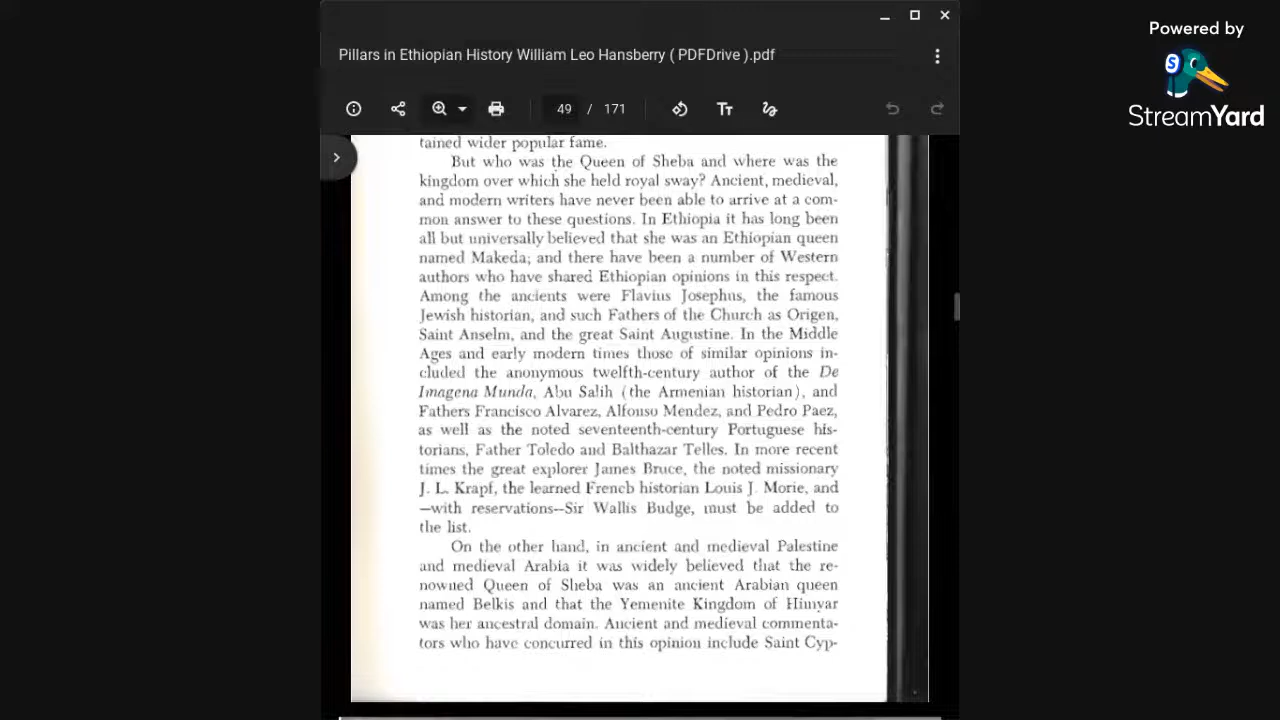 Powered by
StreamYard
Pillars in Ethiopian History William Leo Hansberry ( PDFDrive ).pdf
49 / 171
tained wider popular fame.
But who was the Queen of Sheba and where was the
kingdom over which she held royal sway? Ancient, medieval,
and modern writers have never been able to arrive at a com-
mon answer to these questions. In Ethiopia it has long been
all but universally believed that she was an Ethiopian queen
named Makeda; and there have been a number of Western
authors who have shared Ethiopian opinions in this respect.
Among the ancients were Flavius Josephus, the famous
Jewish historian, and such Fathers of the Church as Origen,
Saint Anselm, and the great Saint Augustine. In the Middle
Ages and early modern times those of similar opinions in-
cluded the anonymous twelfth-century author of the De
Imagena Munda, Abu Salih (the Armenian historian), and
Fathers Francisco Alvarez, Alfonso Mendez, and Pedro Paez,
as well as the noted seventeenth-century Portuguese his-
torians, Father Toledo and Balthazar Telles. In more recent
times the great explorer James Bruce, the noted missionary
J. L. Krapf, the learned French historian Louis J. Morie, and
—with reservations—Sir Wallis Budge, must be added to
the list.
On the other hand, in ancient and medieval Palestine
and medieval Arabia it was widely believed that the re-
nowned Queen of Sheba was an ancient Arabian queen
named Belkis and that the Yemenite Kingdom of Himyar
was her ancestral domain. Ancient and medieval commenta-
tors who have concurred in this opinion include Saint Cyp-